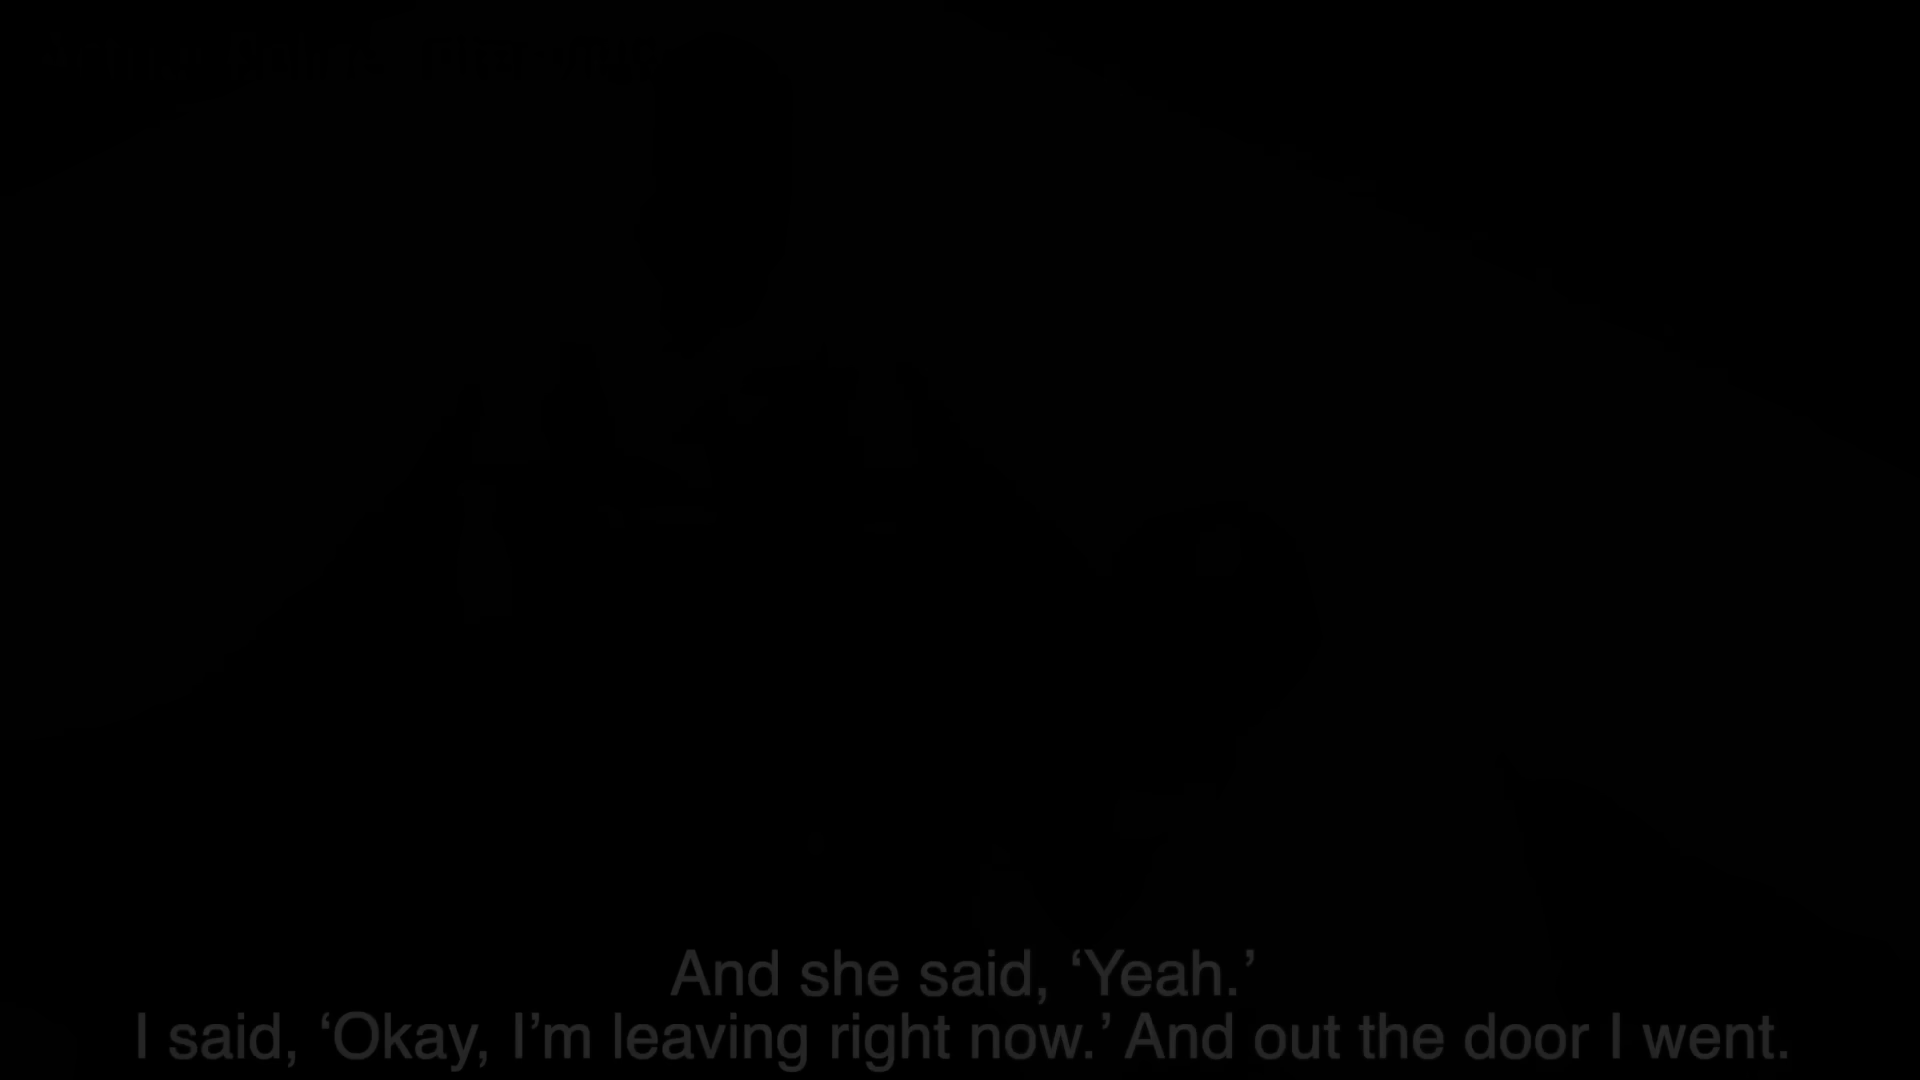 And she said, ‘Yeah.’
I said, ‘Okay, I’m leaving right now.’ And out the door I went.